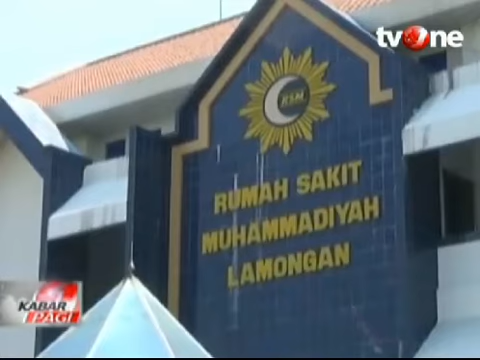 tvOne
RSM
RUMAH SAKIT
MUHAMMADIYAH
LAMONGAN
KABAR
PAGI